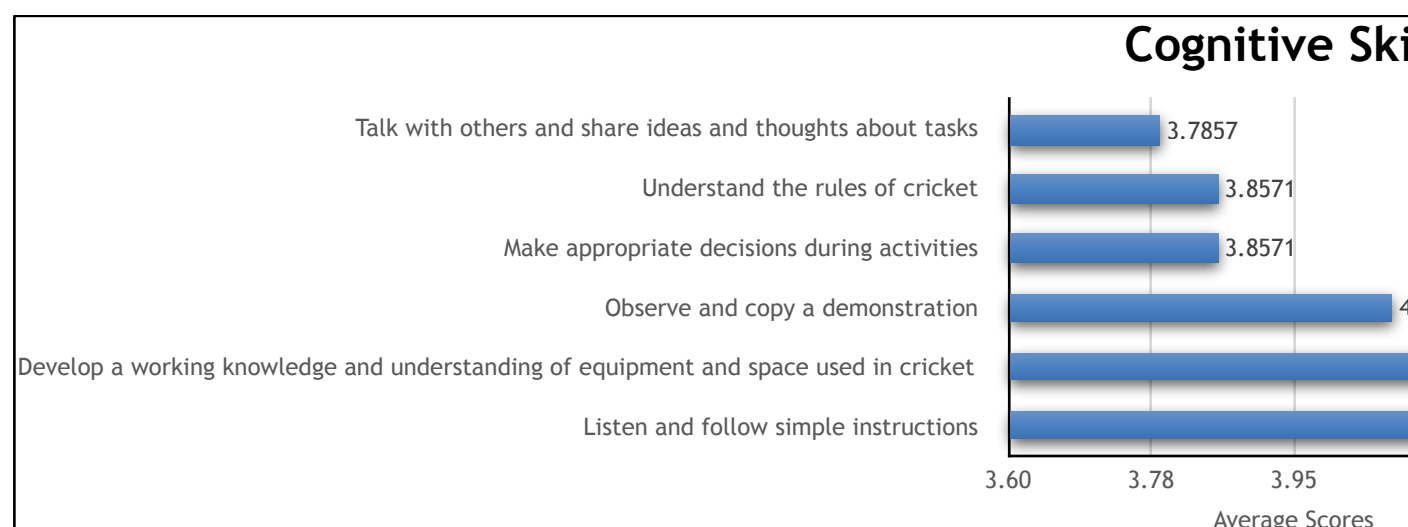 Cognitive
Talk with others and share ideas and thoughts about tasks
3.7857
Understand the rules of cricket
3.8571
Make appropriate decisions during activities
3.8571
Observe and copy a demonstration
Develop a working knowledge and understanding of equipment and space used in cricket
Listen and follow simple instructions
3.60 3.78 3.95
Average Scores